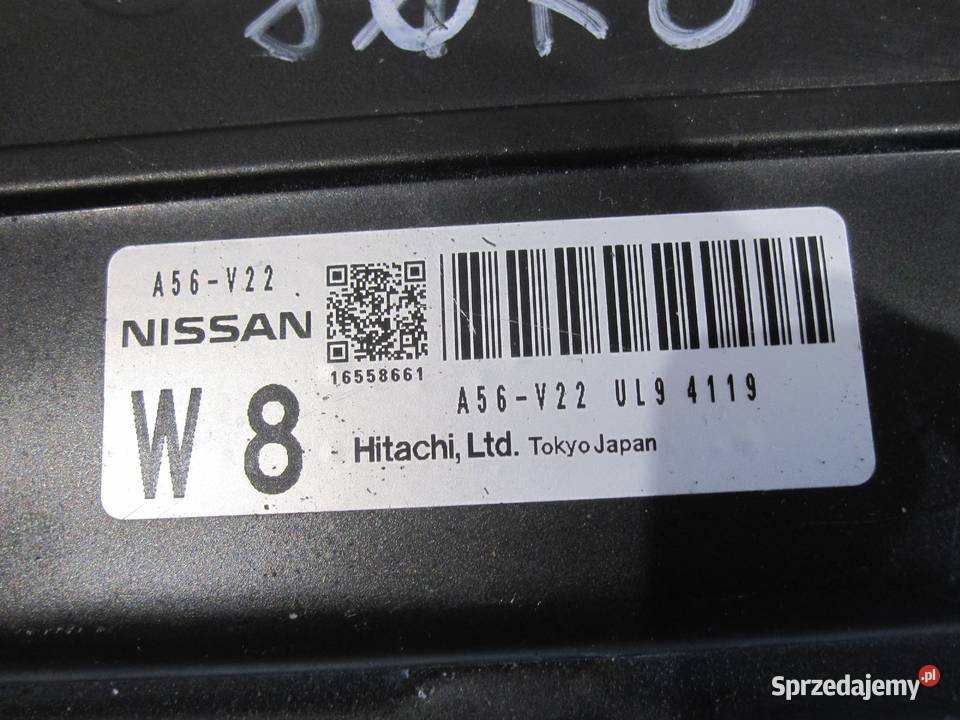 A56-V22
NISSAN
16558661
W 8
A56-V22 UL9 4119
Hitachi, Ltd. Tokyo Japan
Sprzedajemy.pl